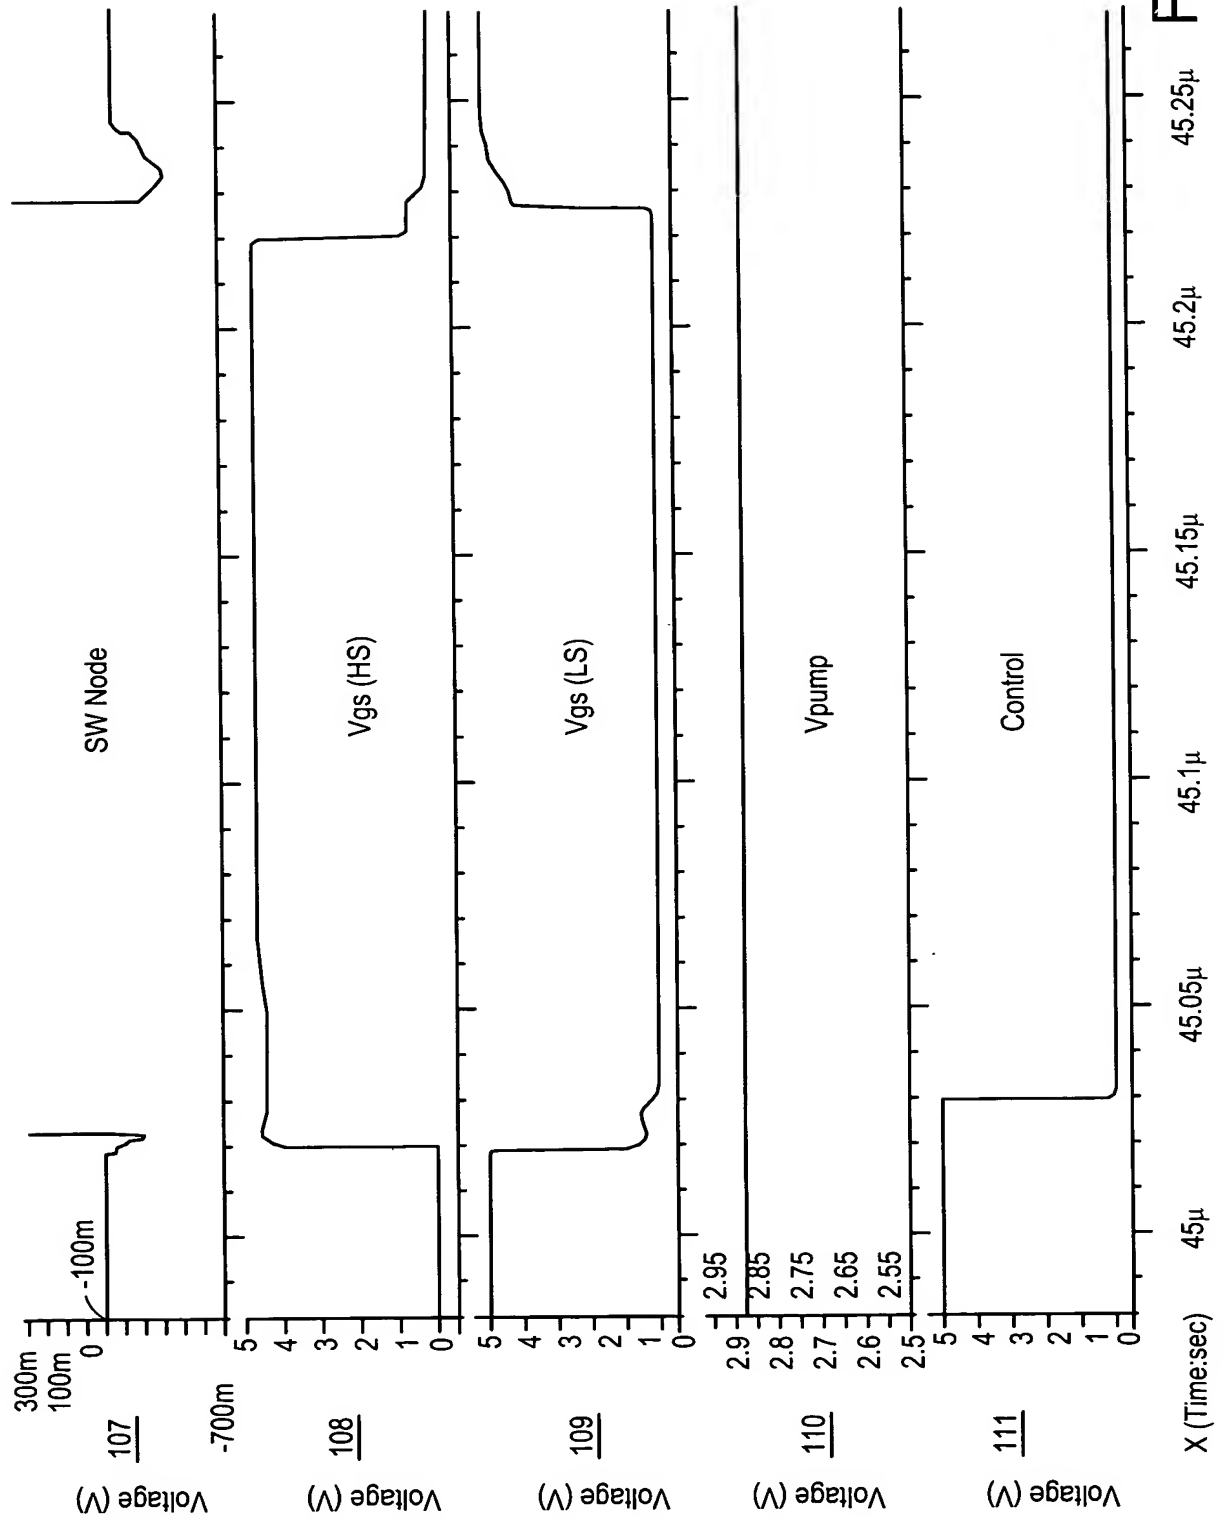 Voltage (V)
107
300m
100m
0
-100m
-700m
SW Node
Voltage (V)
108
5
4
3
2
1
0
Vgs (HS)
Voltage (V)
109
5
4
3
2
1
0
Vgs (LS)
Voltage (V)
110
2.95
2.9
2.85
2.8
2.75
2.7
2.65
2.6
2.55
2.5
Vpump
Voltage (V)
111
5
4
3
2
1
0
Control
X (Time:sec)
45µ
45.05µ
45.1µ
45.15µ
45.2µ
45.25µ